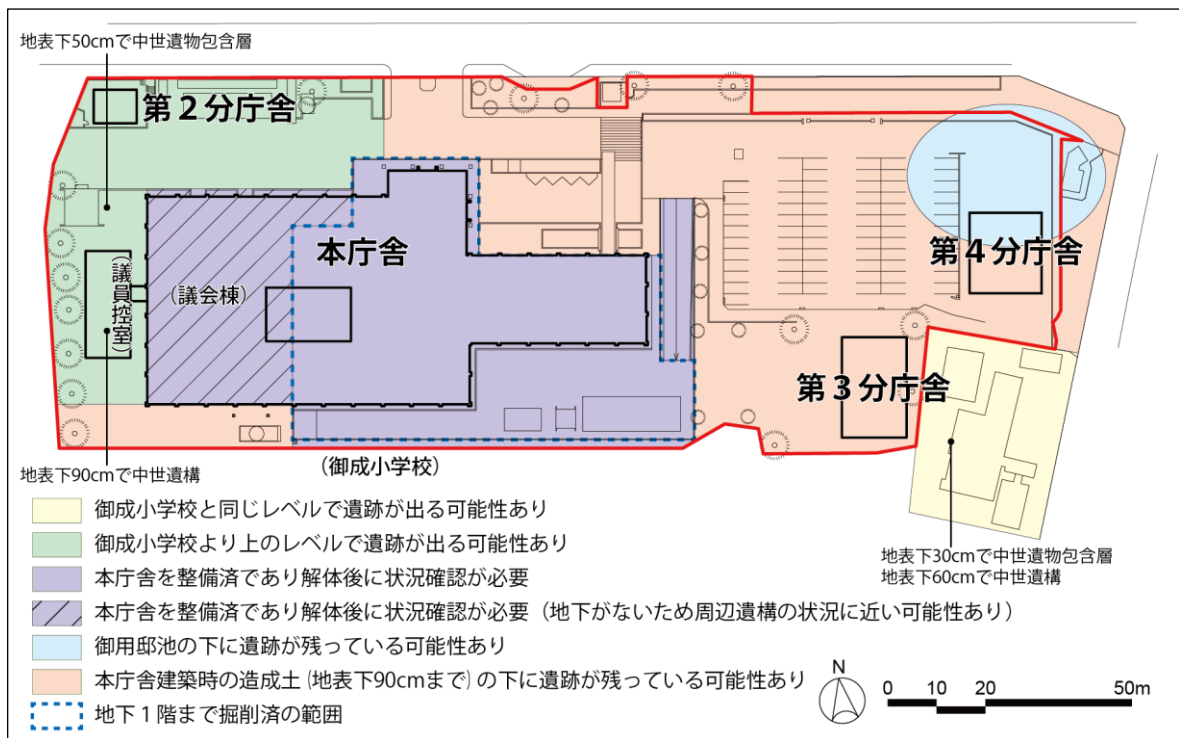 地表下50cmで中世遺物包含層
第2分庁舎
本庁舎
(議会棟)
(議員控室)
第4分庁舎
第3分庁舎
(御成小学校)
地表下90cmで中世遺構
地表下30cmで中世遺物包含層
地表下60cmで中世遺構
御成小学校と同じレベルで遺跡が出る可能性あり
御成小学校より上のレベルで遺跡が出る可能性あり
本庁舎を整備済であり解体後に状況確認が必要
本庁舎を整備済であり解体後に状況確認が必要（地下がないため周辺遺構の状況に近い可能性あり）
御用邸池の下に遺跡が残っている可能性あり
本庁舎建築時の造成土(地表下90cmまで)の下に遺跡が残っている可能性あり
地下1階まで掘削済の範囲
N
0 10 20 50m